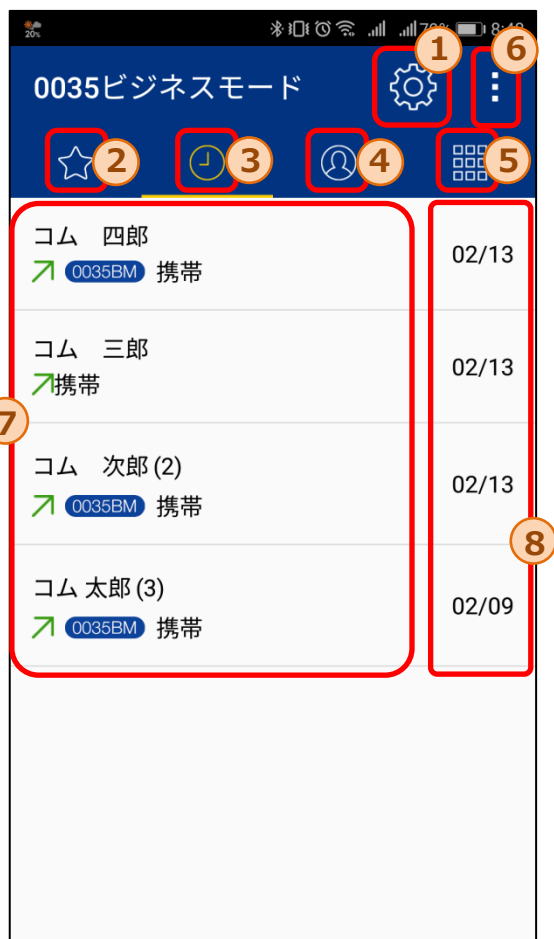 20%
0035ビジネスモード
1
6
2
3
4
5
コム 四郎
0035BM 携帯
02/13
コム 三郎
携帯
02/13
7
コム 次郎(2)
0035BM 携帯
02/13
8
コム 太郎(3)
0035BM 携帯
02/09